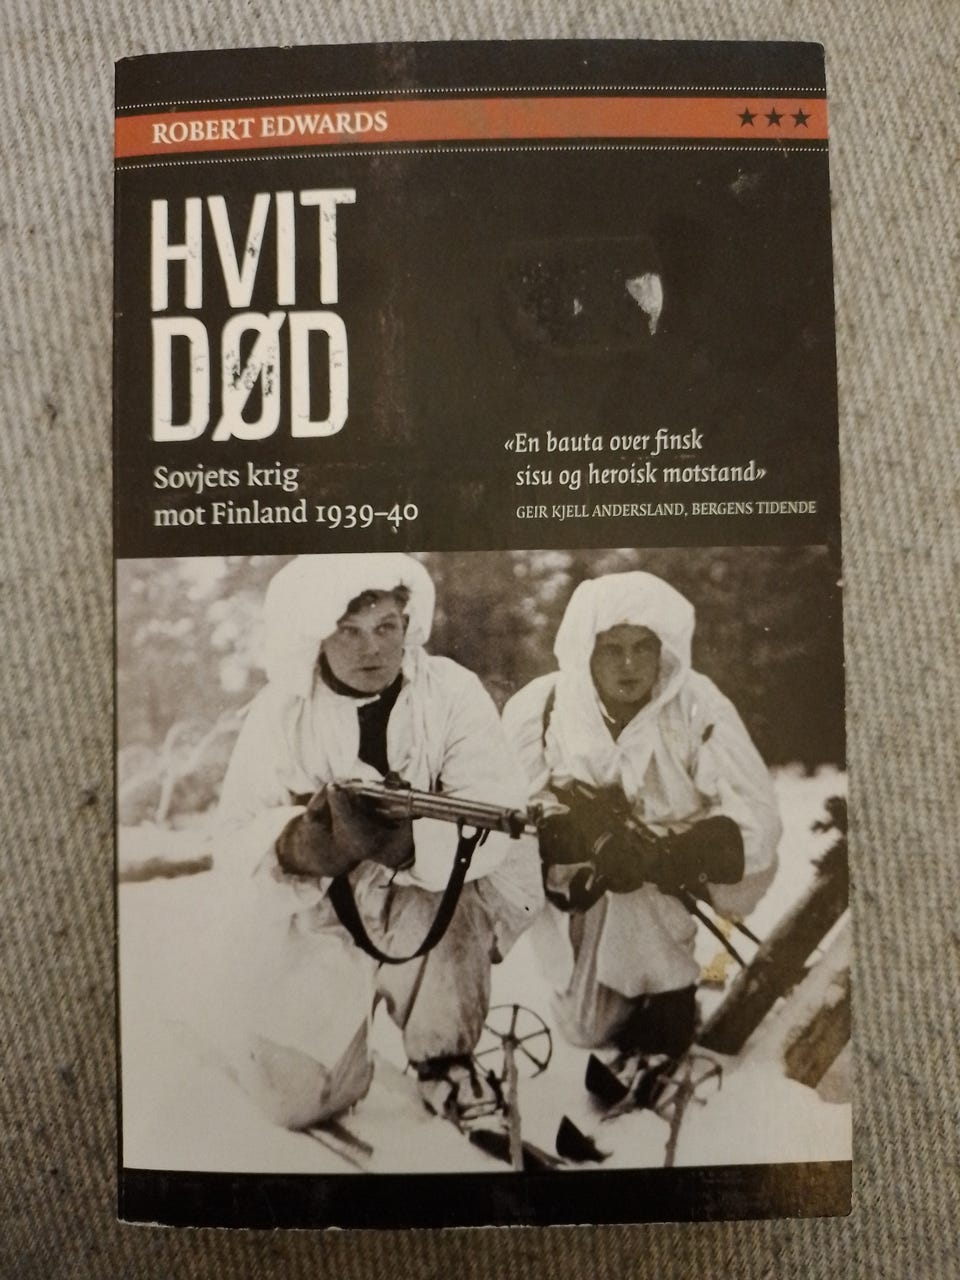 ROBERT EDWARDS
HVIT
DØD
Sovjets krig
mot Finland 1939–40
«En bauta over finsk
sisu og heroisk motstand»
GEIR KJELL ANDERSLAND, BERGENS TIDENDE